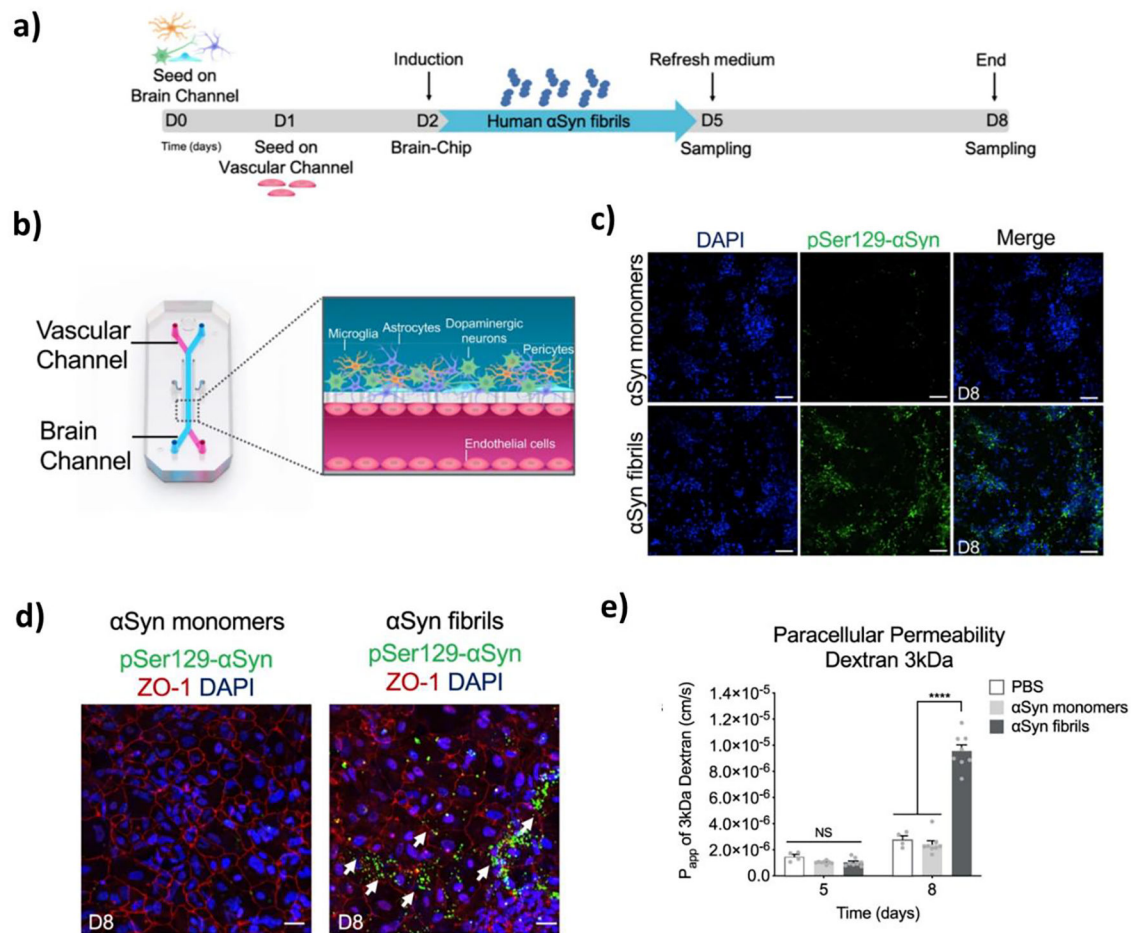 a)
Seed on
Brain Channel
Induction
Refresh medium
End
D0
D1
D2
Human αSyn fibrils
D5
D8
Time (days)
Seed on
Vascular Channel
Brain-Chip
Sampling
Sampling
b)
Vascular
Channel
Brain
Channel
Microglia
Astrocytes
Dopaminergic
neurons
Pericytes
Endothelial cells
c)
DAPI
pSer129-αSyn
Merge
αSyn monomers
D8
αSyn fibrils
D8
d)
αSyn monomers
pSer129-αSyn
ZO-1 DAPI
D8
αSyn fibrils
pSer129-αSyn
ZO-1 DAPI
D8
e)
Paracellular Permeability
Dextran 3kDa
Papp of 3kDa Dextran (cm/s)
1.4×10-5
1.2×10-5
1.0×10-5
8.0×10-6
6.0×10-6
4.0×10-6
2.0×10-6
0.0
NS
****
PBS
αSyn monomers
αSyn fibrils
5
8
Time (days)